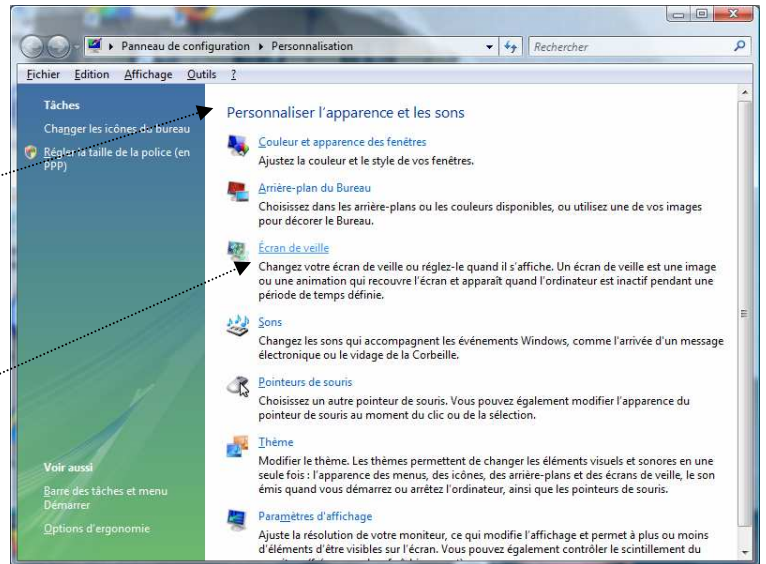 Panneau de configuration ▸ Personnalisation
Rechercher
Fichier Edition Affichage Outils ?
Tâches
Changer les icônes du bureau
Régler la taille de la police (en
PPP)
Voir aussi
Barre des tâches et menu
Démarrer
Options d'ergonomie
Personnaliser l'apparence et les sons
Couleur et apparence des fenêtres
Ajustez la couleur et le style de vos fenêtres.
Arrière-plan du Bureau
Choisissez dans les arrière-plans ou les couleurs disponibles, ou utilisez une de vos images
pour décorer le Bureau.
Écran de veille
Changez votre écran de veille ou réglez-le quand il s'affiche. Un écran de veille est une image
ou une animation qui recouvre l'écran et apparaît quand l'ordinateur est inactif pendant une
période de temps définie.
Sons
Changez les sons qui accompagnent les événements Windows, comme l'arrivée d'un message
électronique ou le vidage de la Corbeille.
Pointeurs de souris
Choisissez un autre pointeur de souris. Vous pouvez également modifier l'apparence du
pointeur de souris au moment du clic ou de la sélection.
Thème
Modifier le thème. Les thèmes permettent de changer les éléments visuels et sonores en une
seule fois : l'apparence des menus, des icônes, des arrière-plans et des écrans de veille, le son
émis quand vous démarrez ou arrêtez l'ordinateur, ainsi que les pointeurs de souris.
Paramètres d'affichage
Ajuste la résolution de votre moniteur, ce qui modifie l'affichage et permet à plus ou moins
d'éléments d'être visibles sur l'écran. Vous pouvez également contrôler le scintillement du